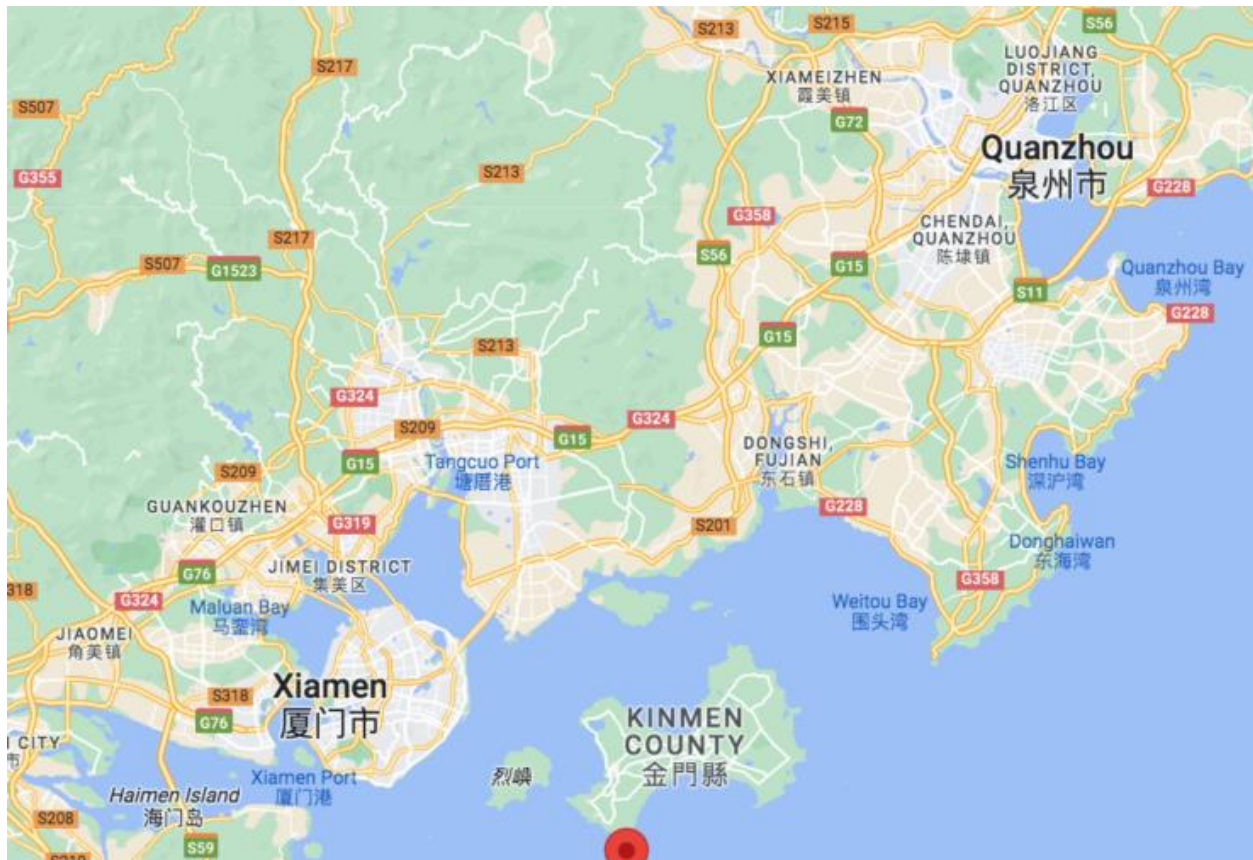 S213
S215
S56
LUOJIANG
DISTRICT,
QUANZHOU
洛江区
S217
XIAMEIZHEN
霞美镇
S507
G72
Quanzhou
泉州市
G355
S213
G228
G358
CHENDAI,
QUANZHOU
陈埭镇
S217
S56
S507
G1523
G15
Quanzhou Bay
泉州湾
S11
G228
G15
S213
G324
G324
S209
G15
DONGSHI,
FUJIAN
东石镇
Tangcuo Port
塘厝港
G15
S209
Shenhu Bay
深沪湾
GUANKOUZHEN
灌口镇
G319
S201
G228
Donghaiwan
东海湾
JIMEI DISTRICT
集美区
G76
G358
318
G324
Maluan Bay
马銮湾
Weitou Bay
围头湾
JIAOMEI
角美镇
Xiamen
厦门市
S318
G76
KINMEN
COUNTY
金門縣
I CITY
市
Xiamen Port
厦门港
烈嶼
Haimen Island
海门岛
S208
S59
S219